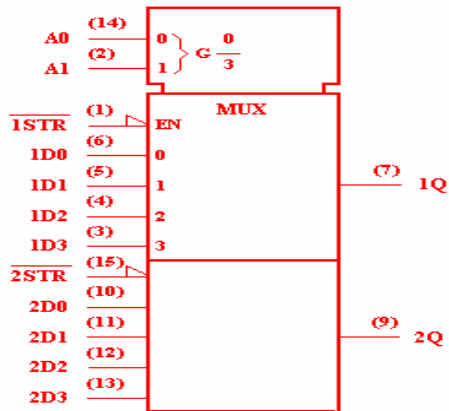 (14)
A0 0 } G 0/3
(2)
A1 1
MUX
(1)
1STR EN
(6)
1D0 0
(5)
1D1 1
(7)
1Q
(4)
1D2 2
(3)
1D3 3
(15)
2STR
(10)
2D0
(11)
2D1
(9)
2Q
(12)
2D2
(13)
2D3